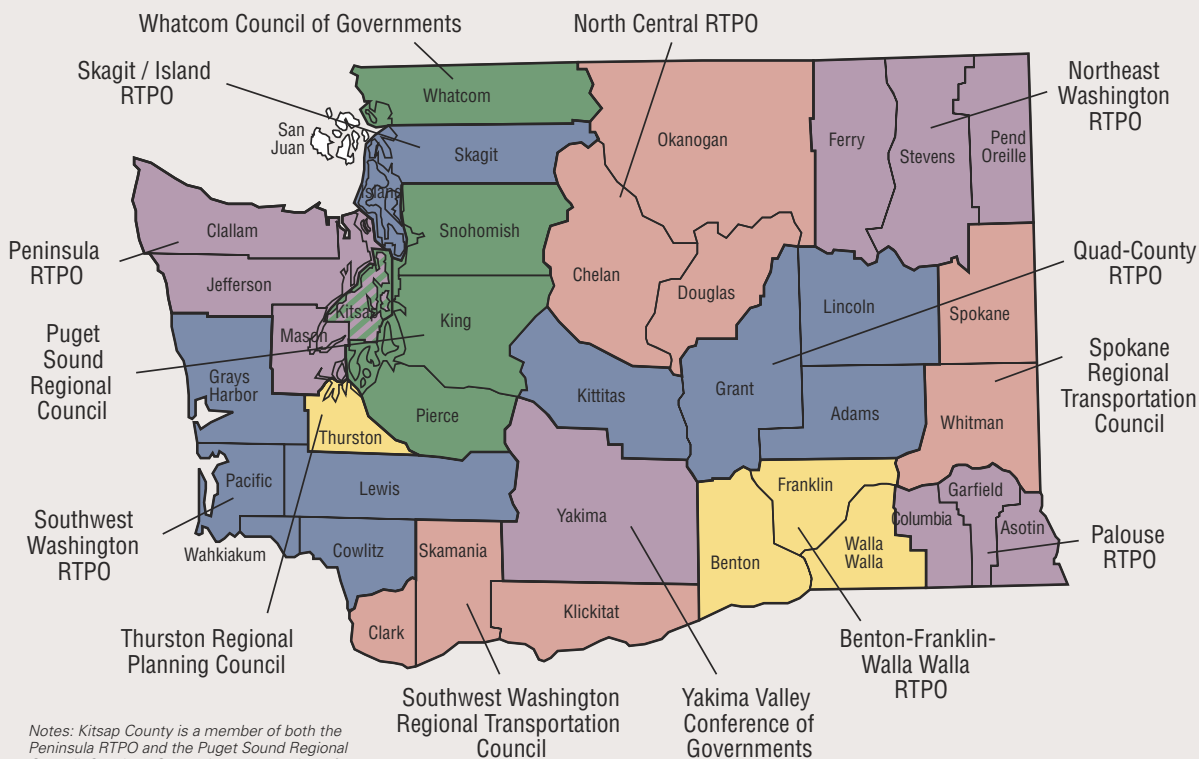 Whatcom Council of Governments
North Central RTPO
Skagit / Island
RTPO
Northeast
Washington
RTPO
Whatcom
San
Juan
Skagit
Okanogan
Ferry
Stevens
Pend
Oreille
Island
Clallam
Snohomish
Peninsula
RTPO
Quad-County
RTPO
Jefferson
Chelan
Douglas
Lincoln
Kitsap
Spokane
Mason
King
Puget
Sound
Regional
Council
Spokane
Regional
Transportation
Council
Grays
Harbor
Kittitas
Grant
Adams
Whitman
Pierce
Thurston
Pacific
Lewis
Franklin
Garfield
Columbia
Asotin
Yakima
Southwest
Washington
RTPO
Wahkiakum
Cowlitz
Skamania
Benton
Walla
Walla
Palouse
RTPO
Klickitat
Clark
Thurston Regional
Planning Council
Benton-Franklin-
Walla Walla
RTPO
Southwest Washington
Regional Transportation
Council
Yakima Valley
Conference of
Governments
Notes: Kitsap County is a member of both the
Peninsula RTPO and the Puget Sound Regional